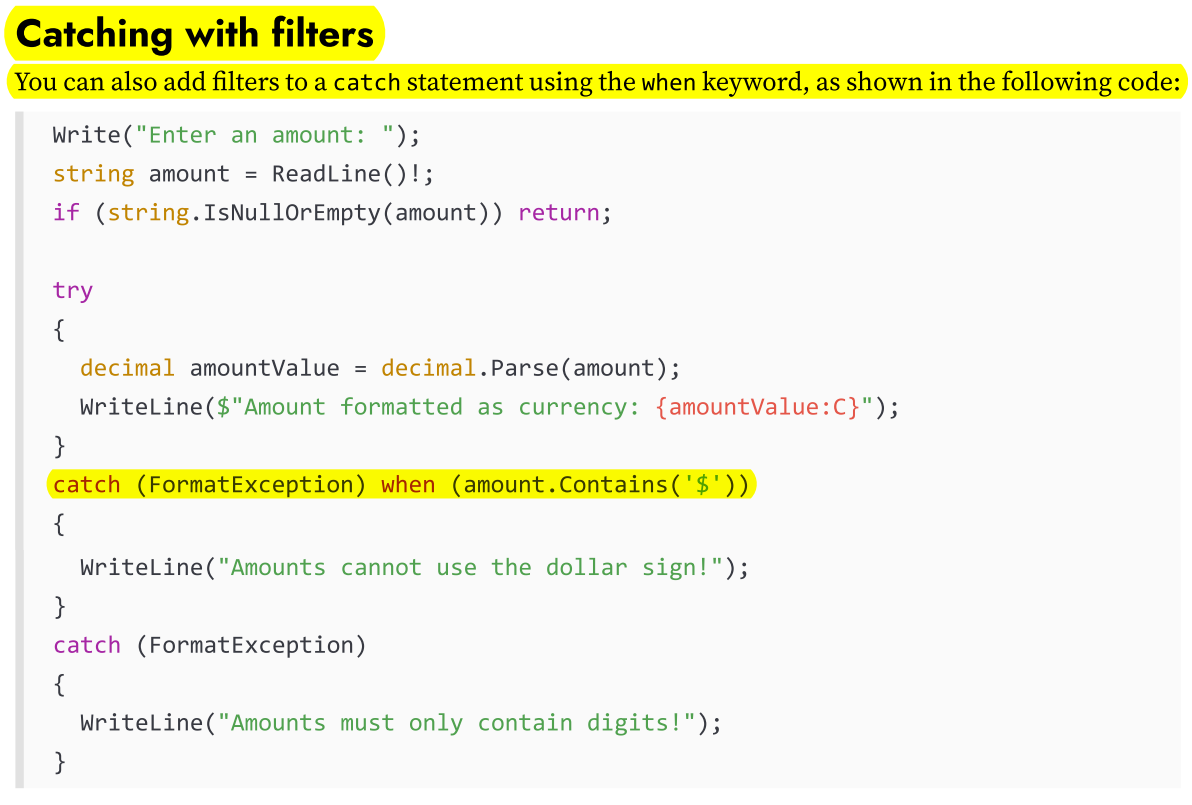 Catching with filters
You can also add filters to a catch statement using the when keyword, as shown in the following code:
Write("Enter an amount: ");
string amount = ReadLine()!;
if (string.IsNullOrEmpty(amount)) return;
try
{
decimal amountValue = decimal.Parse(amount);
WriteLine($"Amount formatted as currency: {amountValue:C}");
}
catch (FormatException) when (amount.Contains('$'))
{
WriteLine("Amounts cannot use the dollar sign!");
}
catch (FormatException)
{
WriteLine("Amounts must only contain digits!");
}